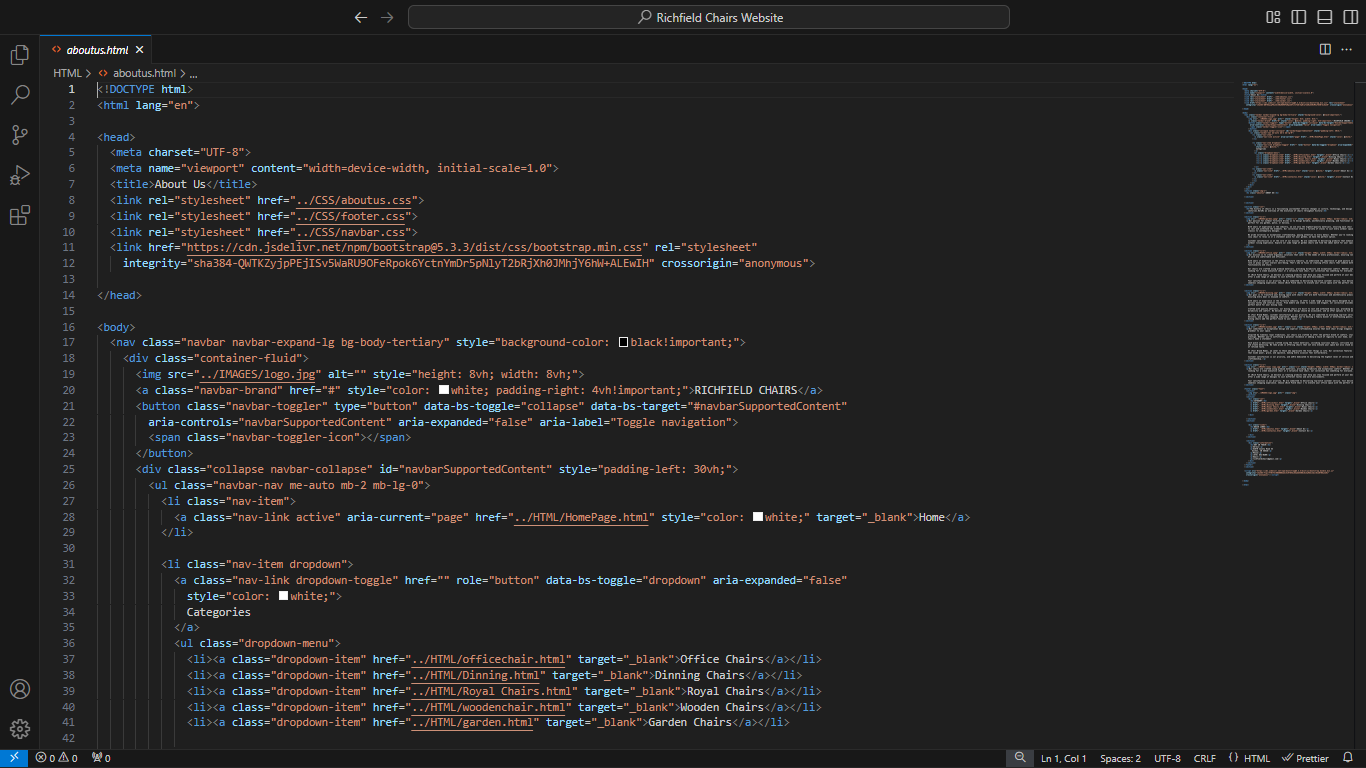 Richfield Chairs Website
aboutus.html
HTML > aboutus.html > ...
1 <!DOCTYPE html>
2 <html lang="en">
3
4 <head>
5 <meta charset="UTF-8">
6 <meta name="viewport" content="width=device-width, initial-scale=1.0">
7 <title>About Us</title>
8 <link rel="stylesheet" href="../CSS/aboutus.css">
9 <link rel="stylesheet" href="../CSS/footer.css">
10 <link rel="stylesheet" href="../CSS/navbar.css">
11 <link href="https://cdn.jsdelivr.net/npm/bootstrap@5.3.3/dist/css/bootstrap.min.css" rel="stylesheet"
12 integrity="sha384-QWTKZyjpPEjISv5WaRU9OFeRpok6YctnYmDr5pNlyT2bRjXh0JMhjY6hW+ALEwIH" crossorigin="anonymous">
13
14 </head>
15
16 <body>
17 <nav class="navbar navbar-expand-lg bg-body-tertiary" style="background-color: black!important;">
18 <div class="container-fluid">
19 <img src="../IMAGES/logo.jpg" alt="" style="height: 8vh; width: 8vh;">
20 <a class="navbar-brand" href="#" style="color: white; padding-right: 4vh!important;">RICHFIELD CHAIRS</a>
21 <button class="navbar-toggler" type="button" data-bs-toggle="collapse" data-bs-target="#navbarSupportedContent"
22 aria-controls="navbarSupportedContent" aria-expanded="false" aria-label="Toggle navigation">
23 <span class="navbar-toggler-icon"></span>
24 </button>
25 <div class="collapse navbar-collapse" id="navbarSupportedContent" style="padding-left: 30vh;">
26 <ul class="navbar-nav me-auto mb-2 mb-lg-0">
27 <li class="nav-item">
28 <a class="nav-link active" aria-current="page" href="../HTML/HomePage.html" style="color: white;" target="_blank">Home</a>
29 </li>
30
31 <li class="nav-item dropdown">
32 <a class="nav-link dropdown-toggle" href="" role="button" data-bs-toggle="dropdown" aria-expanded="false"
33 style="color: white;">
34 Categories
35 </a>
36 <ul class="dropdown-menu">
37 <li><a class="dropdown-item" href="../HTML/officechair.html" target="_blank">Office Chairs</a></li>
38 <li><a class="dropdown-item" href="../HTML/Dinning.html" target="_blank">Dinning Chairs</a></li>
39 <li><a class="dropdown-item" href="../HTML/Royal Chairs.html" target="_blank">Royal Chairs</a></li>
40 <li><a class="dropdown-item" href="../HTML/woodenchair.html" target="_blank">Wooden Chairs</a></li>
41 <li><a class="dropdown-item" href="../HTML/garden.html" target="_blank">Garden Chairs</a></li>
42
0 0 0 Ln 1, Col 1 Spaces: 2 UTF-8 CRLF HTML Prettier